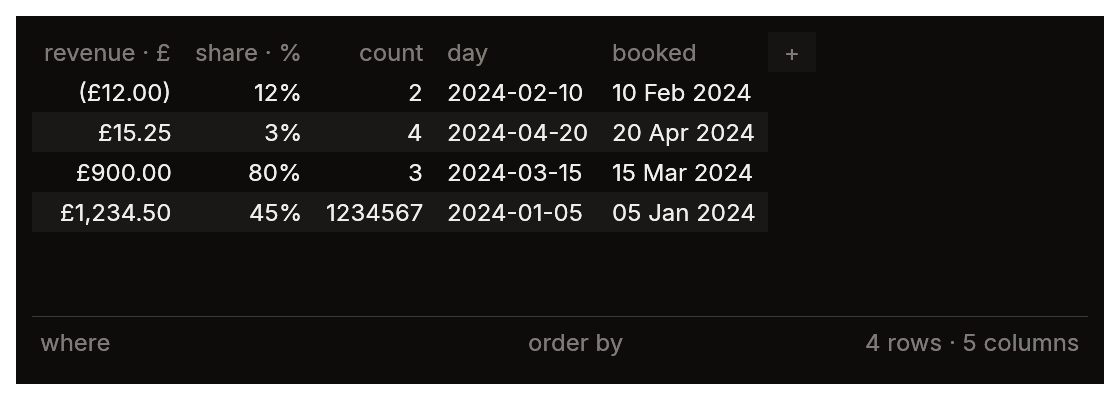 revenue · £ share · % count day booked +
(£12.00) 12% 2 2024-02-10 10 Feb 2024
£15.25 3% 4 2024-04-20 20 Apr 2024
£900.00 80% 3 2024-03-15 15 Mar 2024
£1,234.50 45% 1234567 2024-01-05 05 Jan 2024
where order by 4 rows · 5 columns